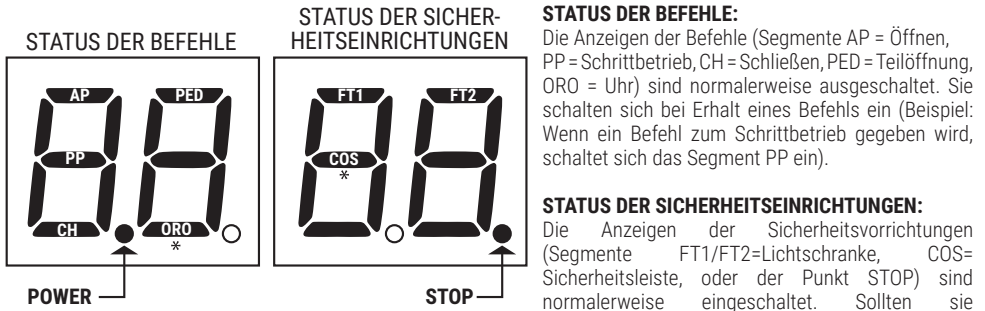 STATUS DER BEFEHLE
AP
PED
PP
CH
ORO
*
POWER
STATUS DER SICHER-
HEITSEINRICHTUNGEN
FT1
FT2
COS
*
STOP
STATUS DER BEFEHLE:
Die Anzeigen der Befehle (Segmente AP = Öffnen,
PP = Schrittbetrieb, CH = Schließen, PED = Teilöffnung,
ORO = Uhr) sind normalerweise ausgeschaltet. Sie
schalten sich bei Erhalt eines Befehls ein (Beispiel:
Wenn ein Befehl zum Schrittbetrieb gegeben wird,
schaltet sich das Segment PP ein).
STATUS DER SICHERHEITSEINRICHTUNGEN:
Die Anzeigen der Sicherheitsvorrichtungen
(Segmente FT1/FT2=Lichtschranke, COS=
Sicherheitsleiste, oder der Punkt STOP) sind
normalerweise eingeschaltet. Sollten sie